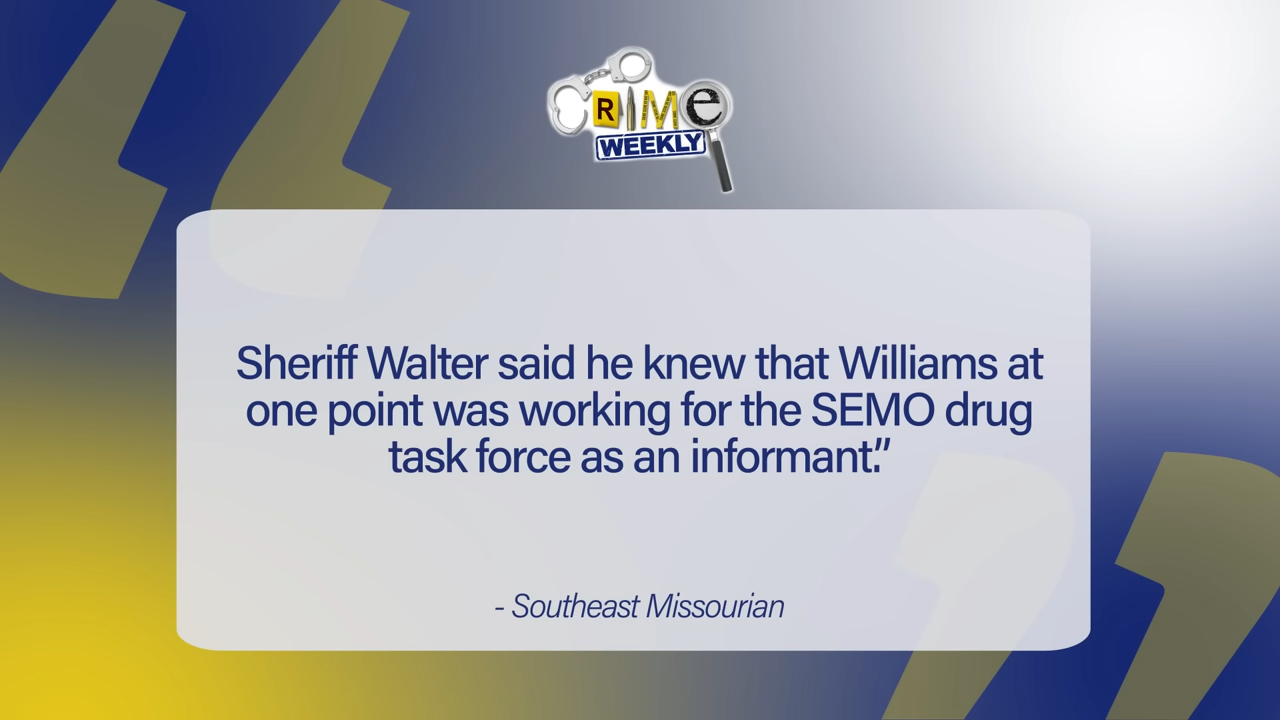 CRIME
WEEKLY
Sheriff Walter said he knew that Williams at
one point was working for the SEMO drug
task force as an informant.”
- Southeast Missourian